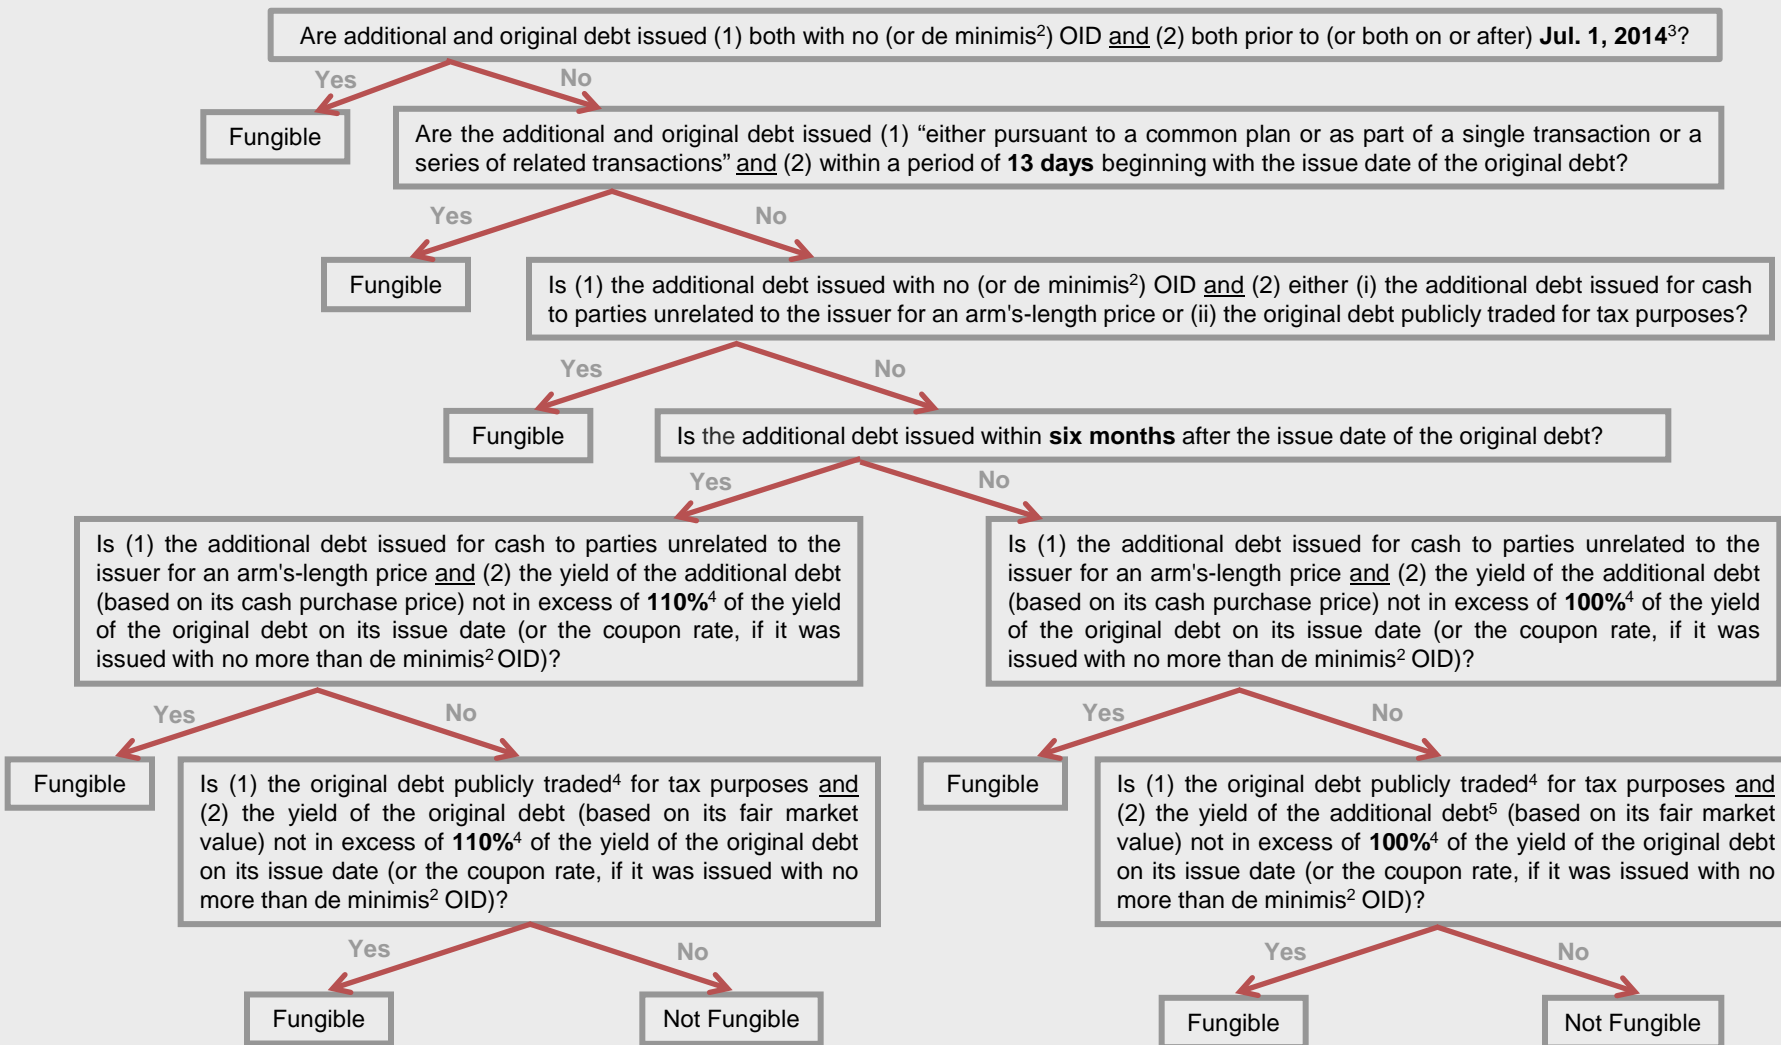 Are additional and original debt issued (1) both with no (or de minimis²) OID and (2) both prior to (or both on or after) Jul. 1, 2014³?
Yes
No
Fungible
Are the additional and original debt issued (1) “either pursuant to a common plan or as part of a single transaction or a
series of related transactions” and (2) within a period of 13 days beginning with the issue date of the original debt?
Yes
No
Fungible
Is (1) the additional debt issued with no (or de minimis²) OID and (2) either (i) the additional debt issued for cash
to parties unrelated to the issuer for an arm's-length price or (ii) the original debt publicly traded for tax purposes?
Yes
No
Fungible
Is the additional debt issued within six months after the issue date of the original debt?
Yes
No
Is (1) the additional debt issued for cash to parties unrelated to the
issuer for an arm's-length price and (2) the yield of the additional debt
(based on its cash purchase price) not in excess of 110%⁴ of the yield
of the original debt on its issue date (or the coupon rate, if it was
issued with no more than de minimis² OID)?
Is (1) the additional debt issued for cash to parties unrelated to the
issuer for an arm's-length price and (2) the yield of the additional debt
(based on its cash purchase price) not in excess of 100%⁴ of the yield
of the original debt on its issue date (or the coupon rate, if it was
issued with no more than de minimis² OID)?
Yes
No
Yes
No
Fungible
Is (1) the original debt publicly traded⁴ for tax purposes and
(2) the yield of the original debt (based on its fair market
value) not in excess of 110%⁴ of the yield of the original debt
on its issue date (or the coupon rate, if it was issued with no
more than de minimis² OID)?
Fungible
Is (1) the original debt publicly traded⁴ for tax purposes and
(2) the yield of the additional debt⁵ (based on its fair market
value) not in excess of 100%⁴ of the yield of the original debt
on its issue date (or the coupon rate, if it was issued with no
more than de minimis² OID)?
Yes
No
Yes
No
Fungible
Not Fungible
Fungible
Not Fungible